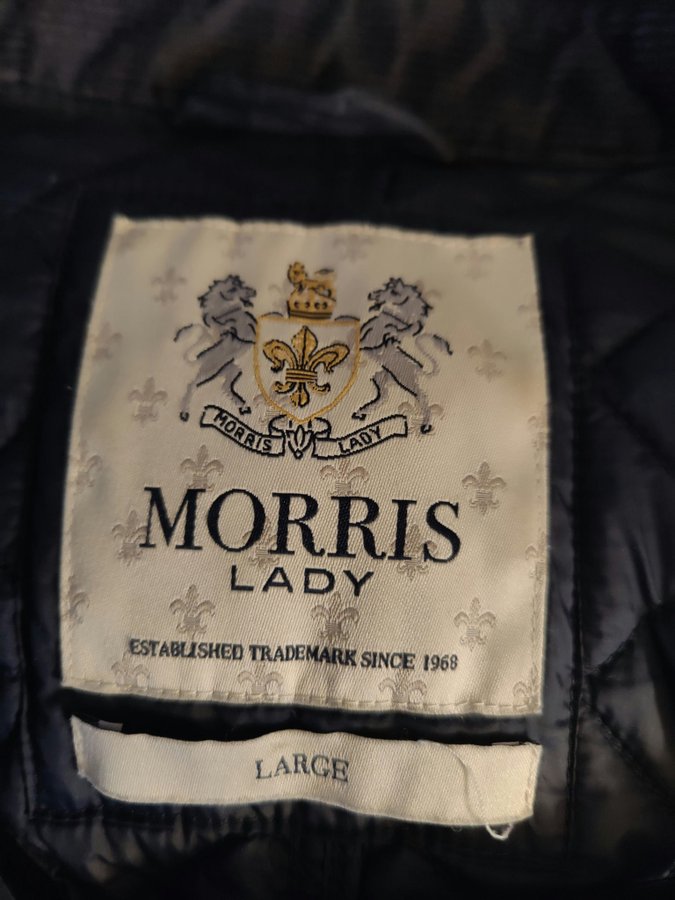 MORRIS LADY
MORRIS
LADY
ESTABLISHED TRADEMARK SINCE 1968
LARGE